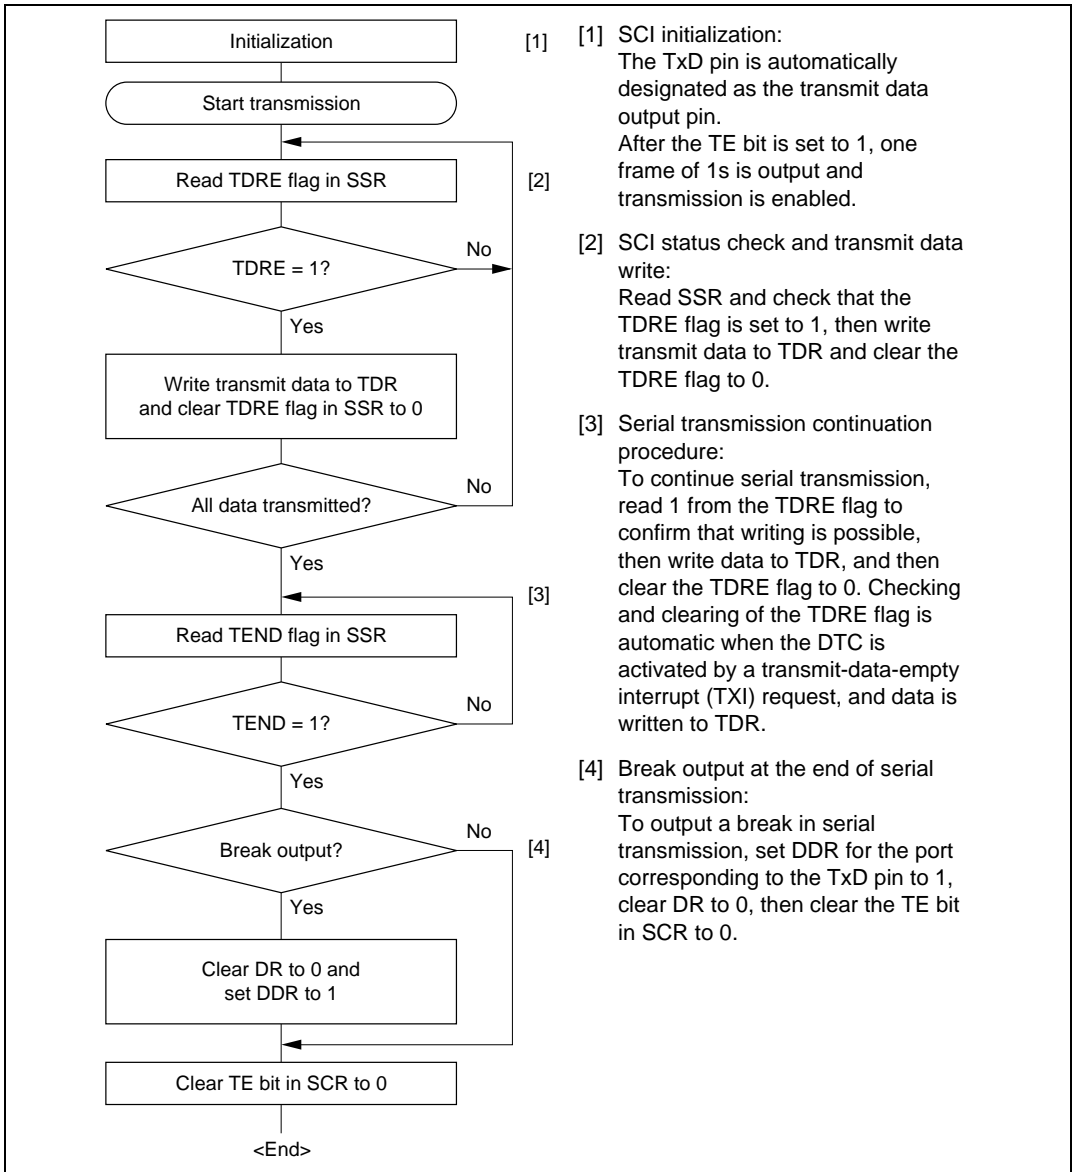 Initialization
[1]
Start transmission
Read TDRE flag in SSR
[2]
TDRE = 1?
No
Yes
Write transmit data to TDR
and clear TDRE flag in SSR to 0
All data transmitted?
No
Yes
[3]
Read TEND flag in SSR
TEND = 1?
No
Yes
Break output?
No
[4]
Yes
Clear DR to 0 and
set DDR to 1
Clear TE bit in SCR to 0
<End>
[1] SCI initialization:
The TxD pin is automatically
designated as the transmit data
output pin.
After the TE bit is set to 1, one
frame of 1s is output and
transmission is enabled.
[2] SCI status check and transmit data
write:
Read SSR and check that the
TDRE flag is set to 1, then write
transmit data to TDR and clear the
TDRE flag to 0.
[3] Serial transmission continuation
procedure:
To continue serial transmission,
read 1 from the TDRE flag to
confirm that writing is possible,
then write data to TDR, and then
clear the TDRE flag to 0. Checking
and clearing of the TDRE flag is
automatic when the DTC is
activated by a transmit-data-empty
interrupt (TXI) request, and data is
written to TDR.
[4] Break output at the end of serial
transmission:
To output a break in serial
transmission, set DDR for the port
corresponding to the TxD pin to 1,
clear DR to 0, then clear the TE bit
in SCR to 0.